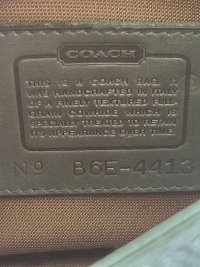 COACH
THIS IS A COACH BAG. IT
WAS HANDCRAFTED IN ITALY
OF A FINELY TEXTURED FULL-
GRAIN COWHIDE WHICH IS
SPECIALLY TREATED TO RETAIN
ITS APPEARANCE OVER TIME.
Nº B6E-4413